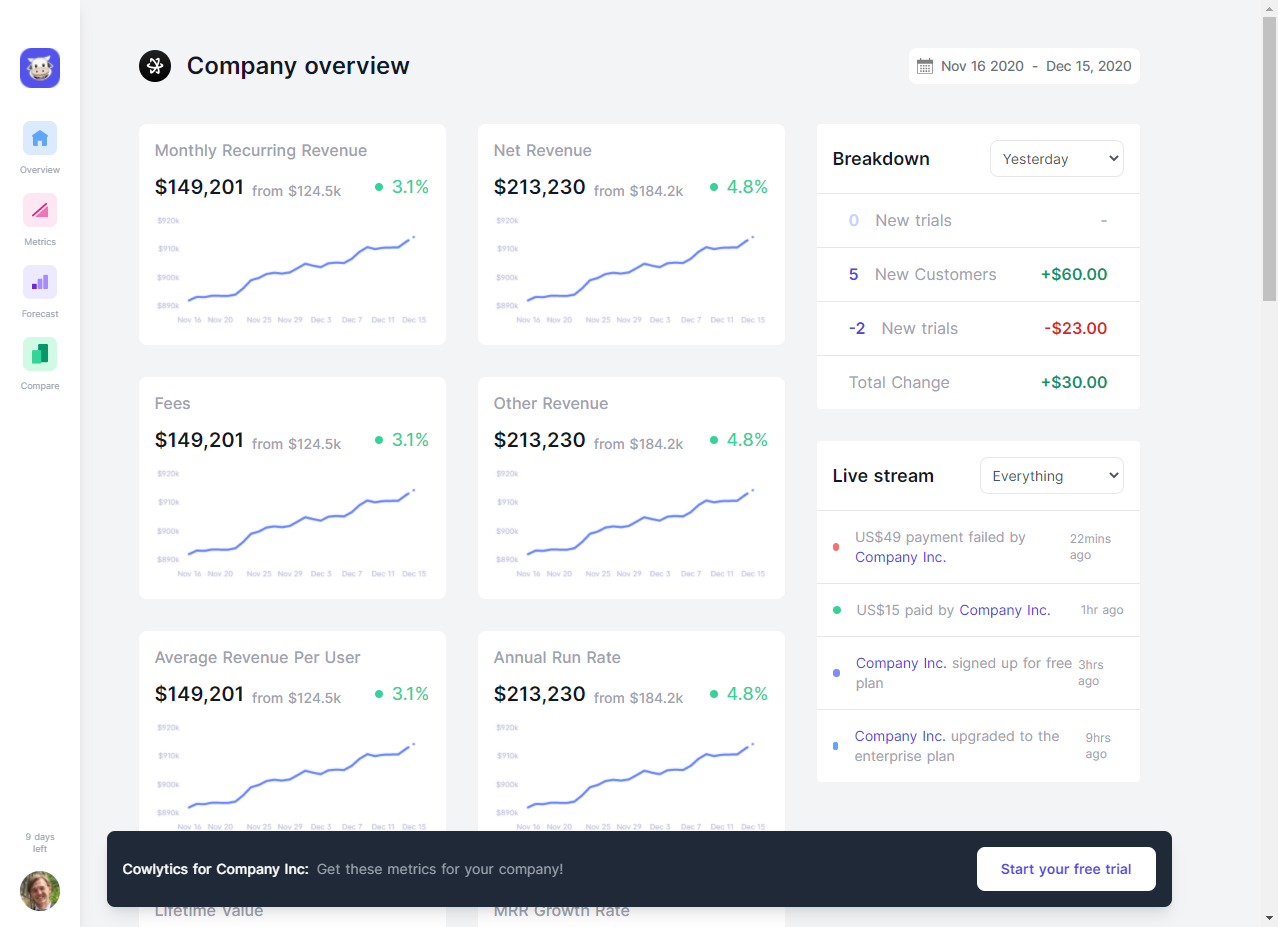 Company overview
Nov 16 2020 - Dec 15, 2020
Overview
Metrics
Forecast
Compare
9 days
left
Monthly Recurring Revenue
$149,201 from $124.5k 3.1%
$920k
$910k
$900k
$890k
Nov 16 Nov 20 Nov 25 Nov 29 Dec 3 Dec 7 Dec 11 Dec 15
Net Revenue
$213,230 from $184.2k 4.8%
$920k
$910k
$900k
$890k
Nov 16 Nov 20 Nov 25 Nov 29 Dec 3 Dec 7 Dec 11 Dec 15
Fees
$149,201 from $124.5k 3.1%
$920k
$910k
$900k
$890k
Nov 16 Nov 20 Nov 25 Nov 29 Dec 3 Dec 7 Dec 11 Dec 15
Other Revenue
$213,230 from $184.2k 4.8%
$920k
$910k
$900k
$890k
Nov 16 Nov 20 Nov 25 Nov 29 Dec 3 Dec 7 Dec 11 Dec 15
Average Revenue Per User
$149,201 from $124.5k 3.1%
$920k
$910k
$900k
$890k
Nov 16 Nov 20 Nov 25 Nov 29 Dec 3 Dec 7 Dec 11 Dec 15
Annual Run Rate
$213,230 from $184.2k 4.8%
$920k
$910k
$900k
$890k
Nov 16 Nov 20 Nov 25 Nov 29 Dec 3 Dec 7 Dec 11 Dec 15
Lifetime Value
MRR Growth Rate
Breakdown Yesterday
0 New trials -
5 New Customers +$60.00
-2 New trials -$23.00
Total Change +$30.00
Live stream Everything
US$49 payment failed by
Company Inc.
22mins
ago
US$15 paid by Company Inc. 1hr ago
Company Inc. signed up for free
plan
3hrs
ago
Company Inc. upgraded to the
enterprise plan
9hrs
ago
Cowlytics for Company Inc: Get these metrics for your company!
Start your free trial